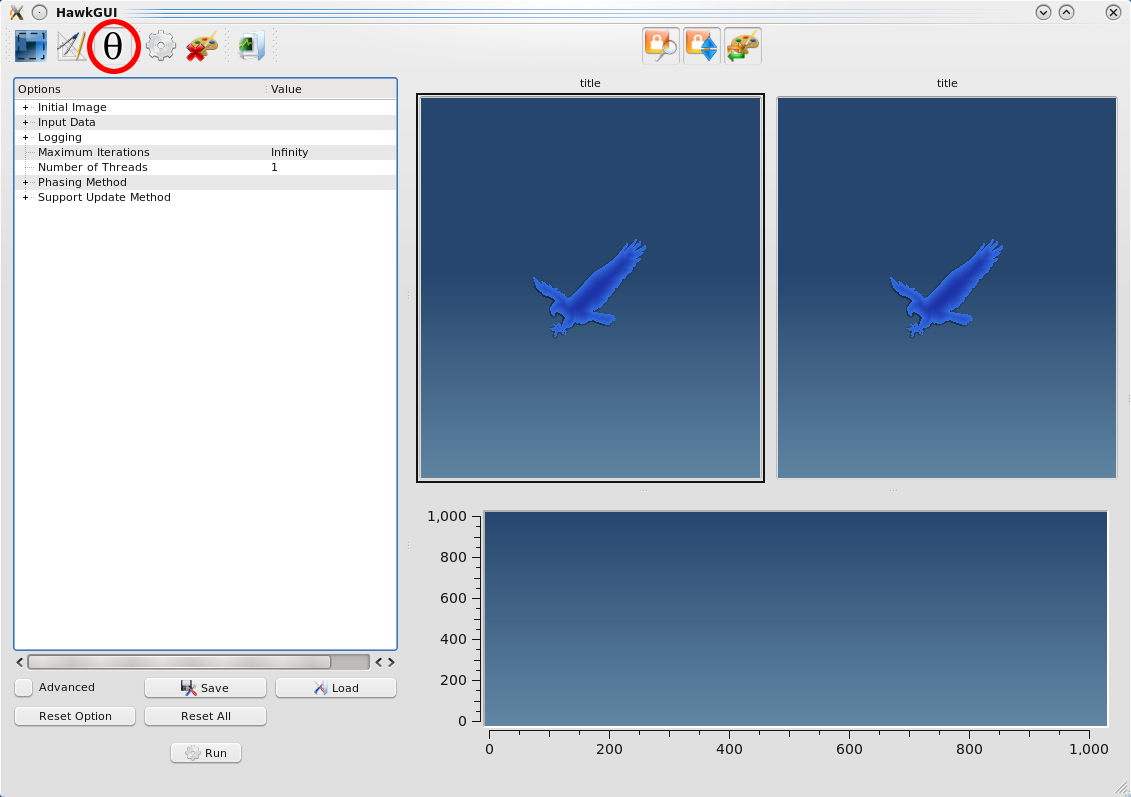 HawkGUI
θ
Options Value
+ Initial Image
+ Input Data
+ Logging
Maximum Iterations Infinity
Number of Threads 1
+ Phasing Method
+ Support Update Method
Advanced
Save
Load
Reset Option
Reset All
Run
title
title
1,000
800
600
400
200
0
0 200 400 600 800 1,000